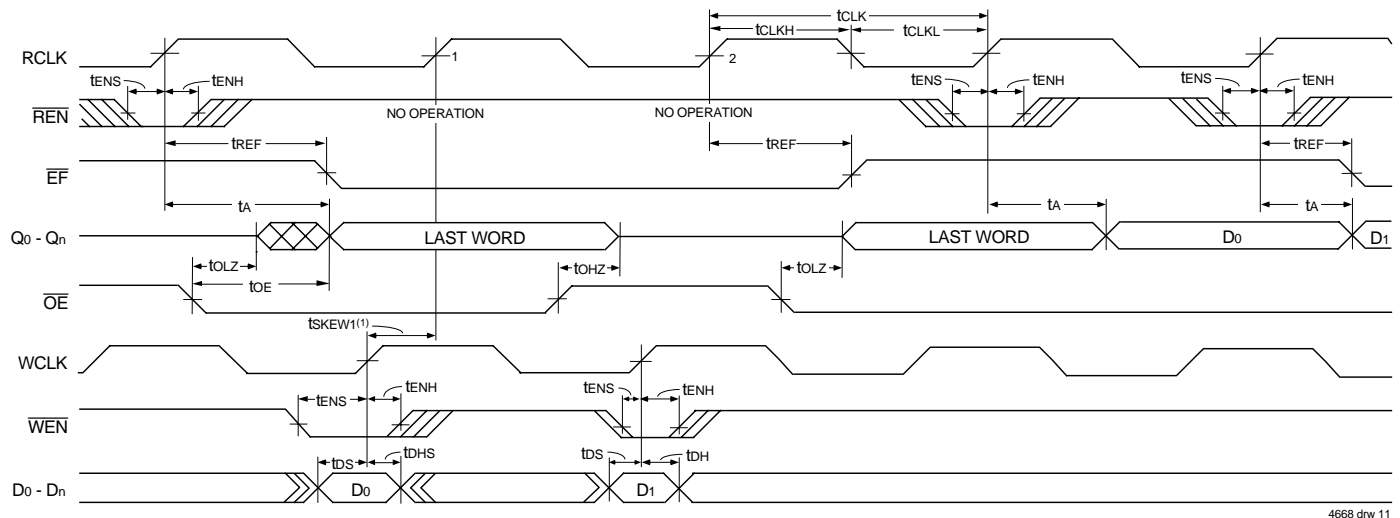 tCLK
tCLKH tCLKL
RCLK 1 2
tENS tENH tENS tENH tENS tENH
REN NO OPERATION NO OPERATION
tREF tREF tREF
EF
tA tA tA
Q0 - Qn LAST WORD LAST WORD D0 D1
tOLZ tOHZ tOLZ
tOE
OE
tSKEW1(1)
WCLK
tENS tENH tENS tENH
WEN
tDS tDHS tDS tDH
D0 - Dn D0 D1
4668 drw 11